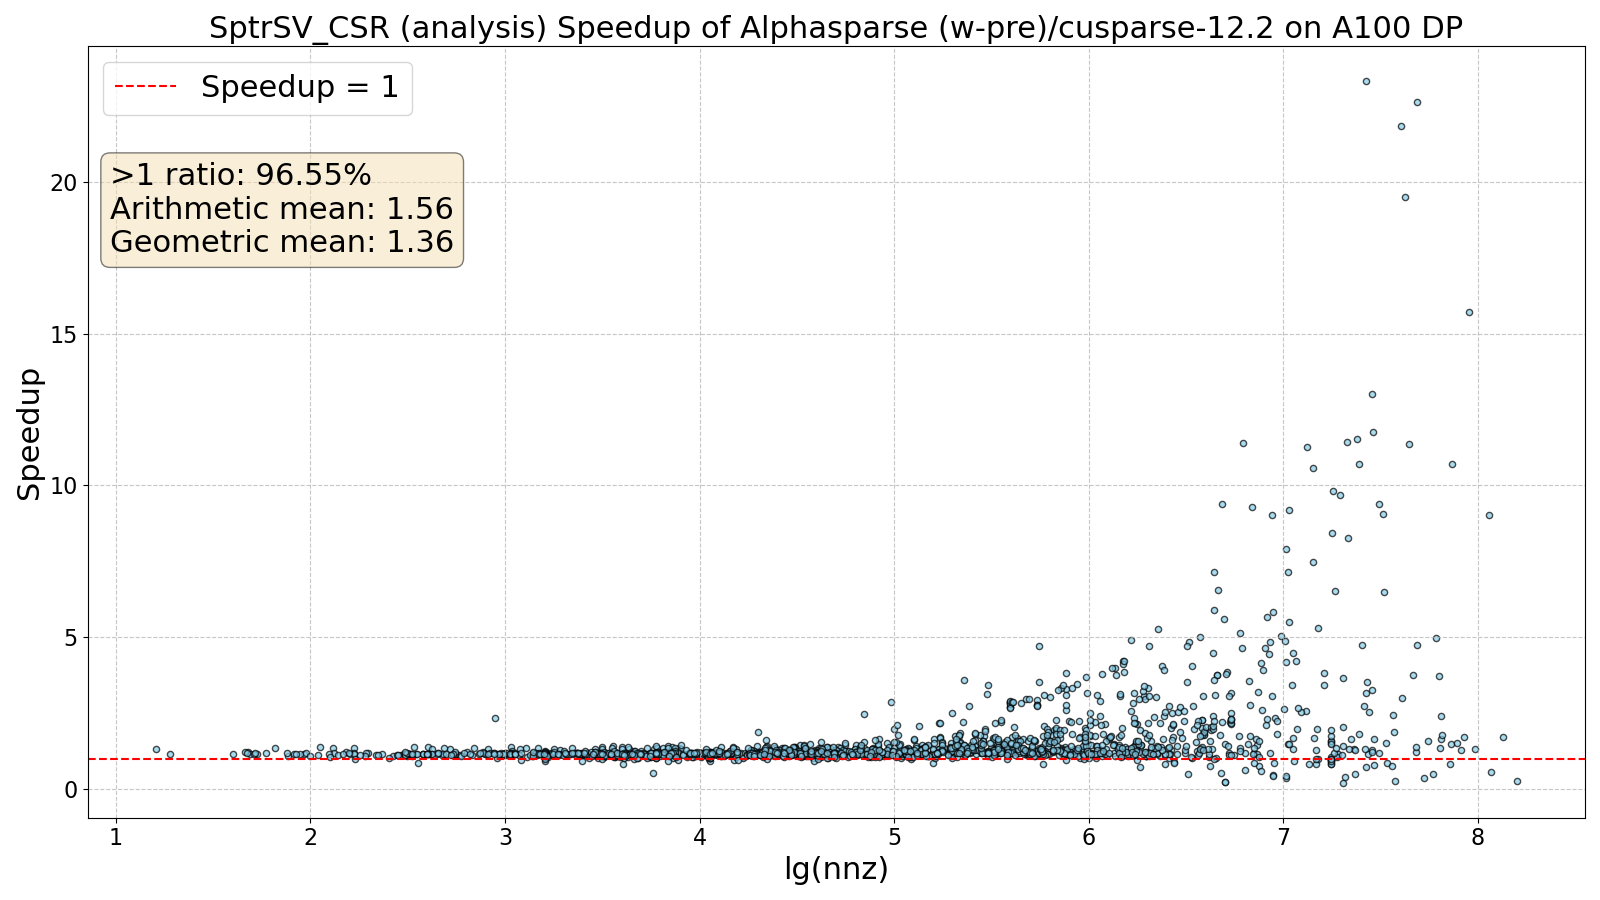 SptrSV_CSR (analysis) Speedup of Alphasparse (w-pre)/cusparse-12.2 on A100 DP
Speedup = 1
>1 ratio: 96.55%
Arithmetic mean: 1.56
Geometric mean: 1.36
20
15
10
5
0
Speedup
1 2 3 4 5 6 7 8
lg(nnz)